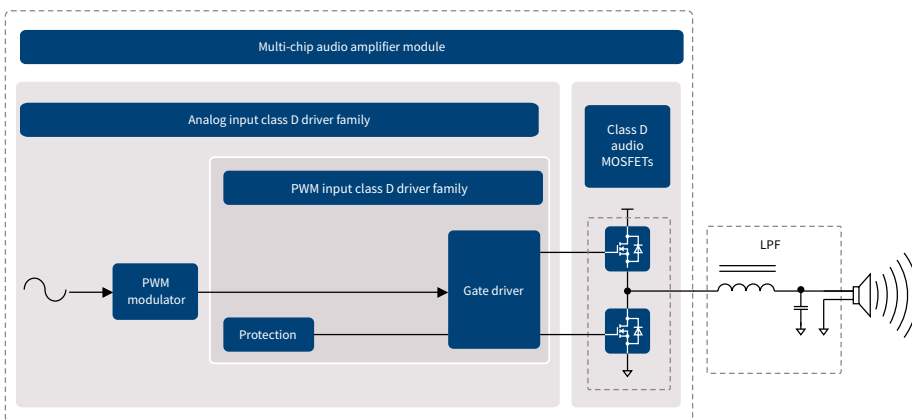 Multi-chip audio amplifier module
Analog input class D driver family
Class D
audio
MOSFETs
PWM input class D driver family
LPF
PWM
modulator
Gate driver
Protection